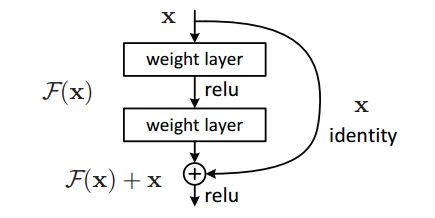 x
weight layer
relu
F(x)
x
weight layer
identity
F(x) + x
+
relu